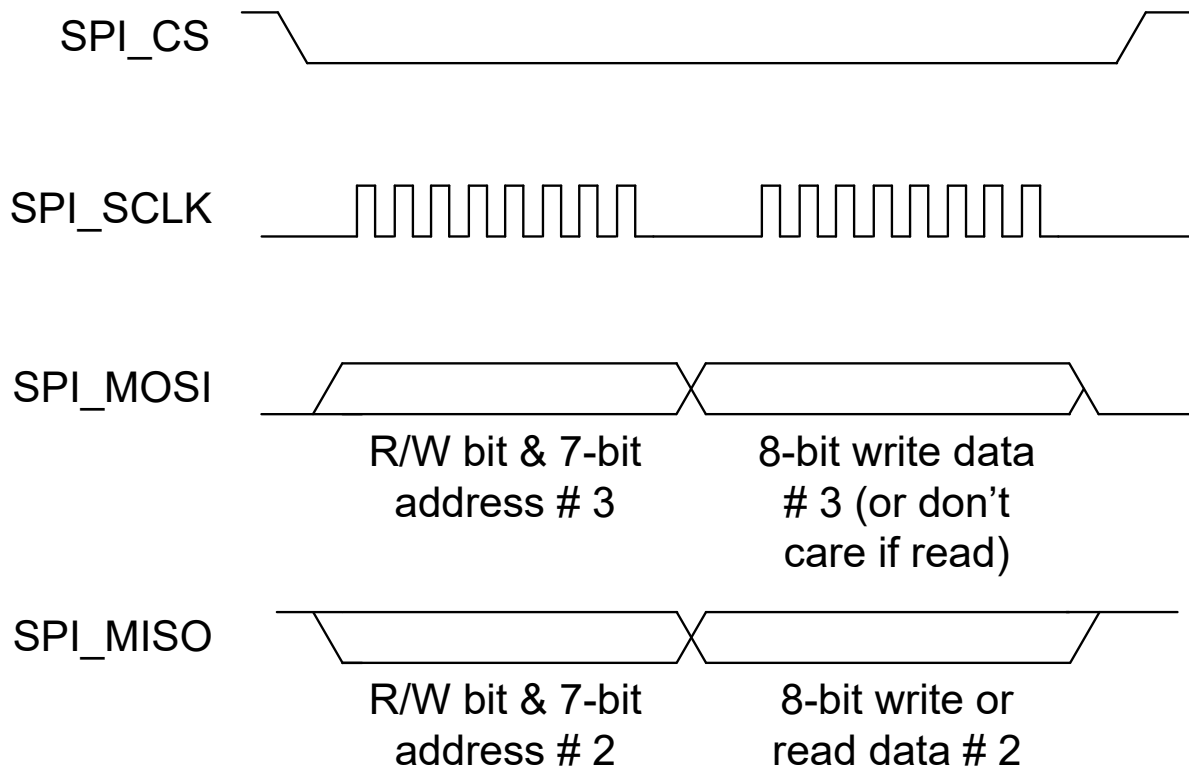 SPI_CS
SPI_SCLK
SPI_MOSI
R/W bit & 7-bit
address # 3
8-bit write data
# 3 (or don’t
care if read)
SPI_MISO
R/W bit & 7-bit
address # 2
8-bit write or
read data # 2